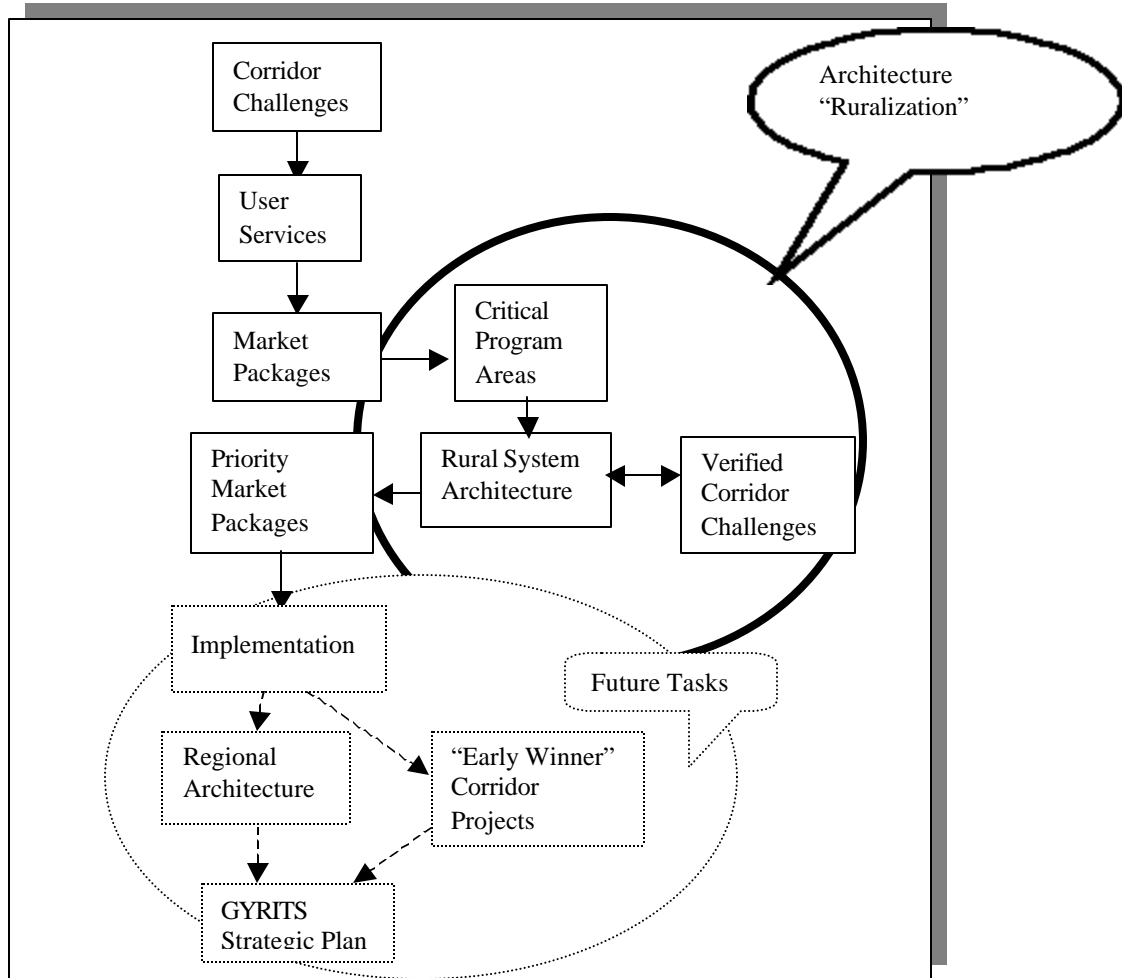 Corridor
Challenges
Architecture
“Ruralization”
User
Services
Market
Packages
Critical
Program
Areas
Priority
Market
Packages
Rural System
Architecture
Verified
Corridor
Challenges
Implementation
Future Tasks
Regional
Architecture
“Early Winner”
Corridor
Projects
GYRITS
Strategic Plan